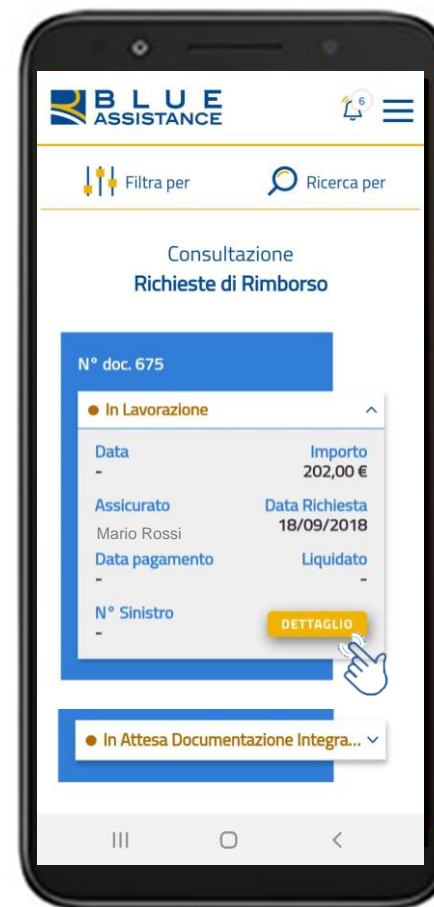 BLUE
ASSISTANCE
6
Filtra per
Ricerca per
Consultazione
Richieste di Rimborso
N° doc. 675
In Lavorazione
Data Importo
- 202,00 €
Assicurato Data Richiesta
Mario Rossi 18/09/2018
Data pagamento Liquidato
- -
N° Sinistro
-
DETTAGLIO
In Attesa Documentazione Integra...